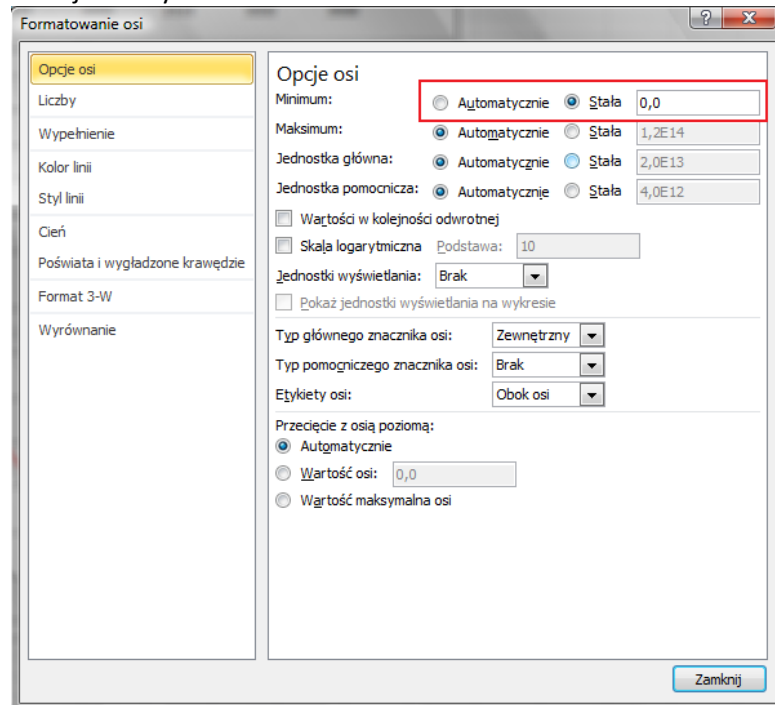 Formatowanie osi
Opcje osi
Liczby
Wypełnienie
Kolor linii
Styl linii
Cień
Poświata i wygładzone krawędzie
Format 3-W
Wyrównanie
Opcje osi
Minimum: Automatycznie Stała 0,0
Maksimum: Automatycznie Stała 1,2E14
Jednostka główna: Automatycznie Stała 2,0E13
Jednostka pomocnicza: Automatycznie Stała 4,0E12
Wartości w kolejności odwrotnej
Skala logarytmiczna Podstawa: 10
Jednostki wyświetlania: Brak
Pokaż jednostki wyświetlania na wykresie
Typ głównego znacznika osi: Zewnętrzny
Typ pomocniczego znacznika osi: Brak
Etykiety osi: Obok osi
Przecięcie z osią poziomą:
Automatycznie
Wartość osi: 0,0
Wartość maksymalna osi
Zamknij